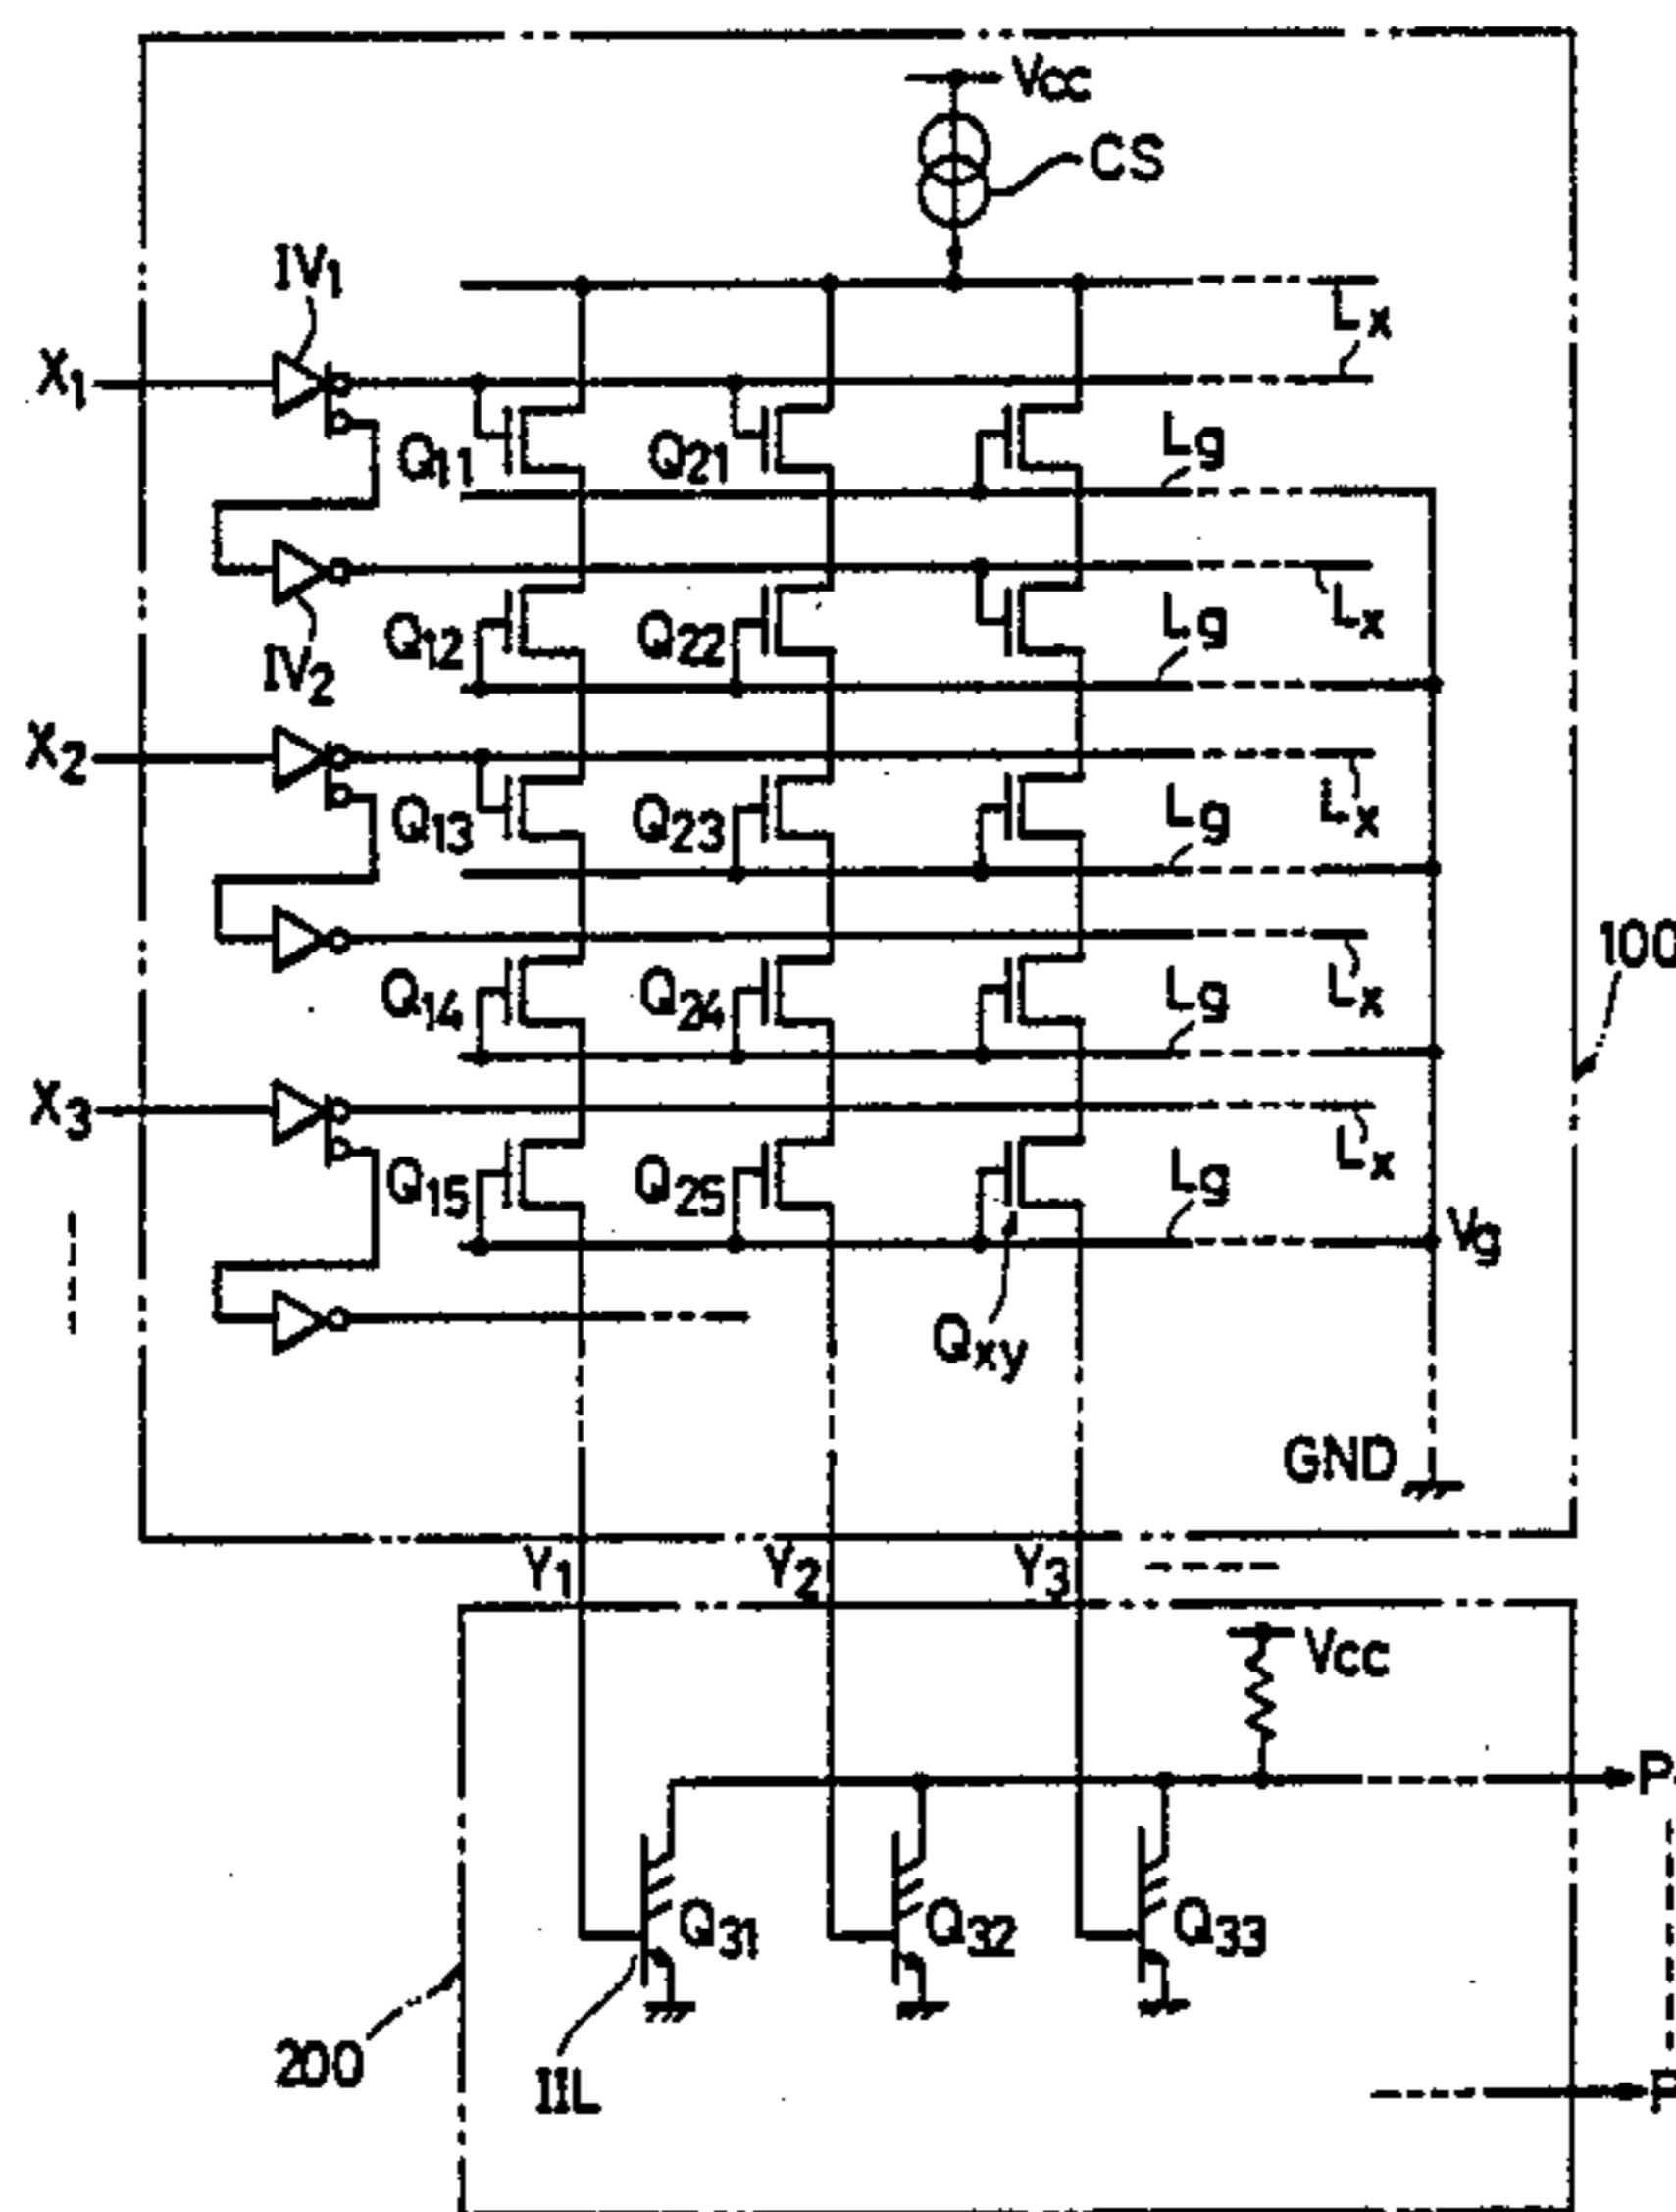 Vcc
CS
IV1
X1
Lx
Q11
Q21
Lg
IV2
Q12
Q22
Lg
Lx
X2
Q13
Q23
Lg
Lx
100
Q14
Q24
Lg
Lx
X3
Q15
Q25
Lg
Lx
Vg
Qxy
GND
Y1
Y2
Y3
Vcc
P
Q31
Q32
Q33
200
IIL
P